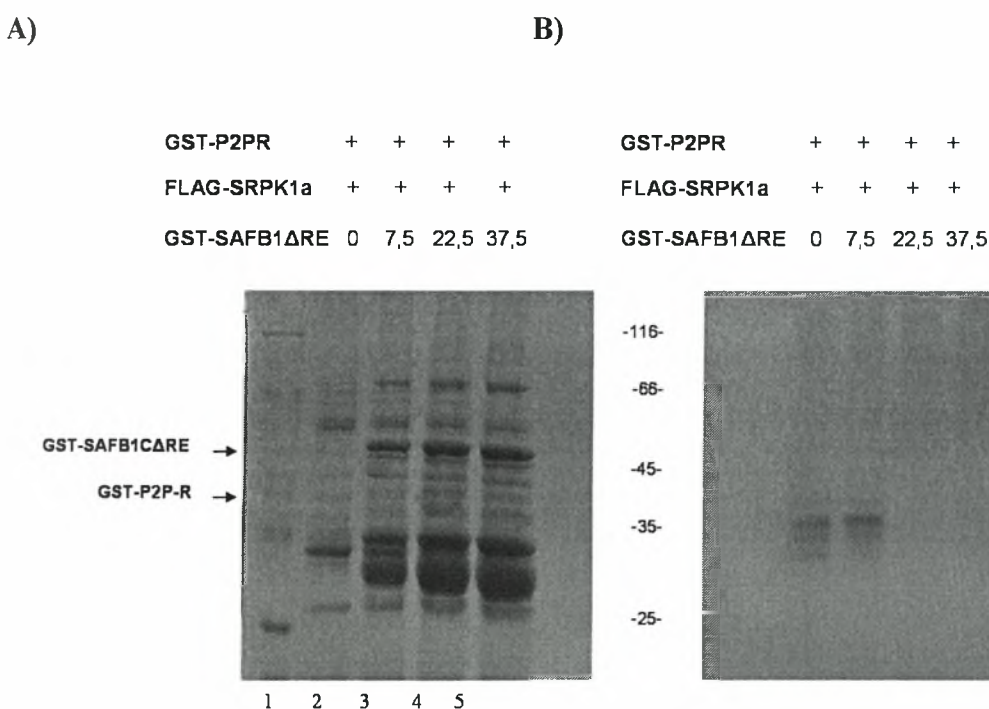 A)
GST-P2PR + + + +
FLAG-SRPK1a + + + +
GST-SAFB1ΔRE 0 7,5 22,5 37,5
GST-SAFB1CΔRE
GST-P2P-R
1 2 3 4 5
B)
GST-P2PR + + + +
FLAG-SRPK1a + + + +
GST-SAFB1ΔRE 0 7,5 22,5 37,5
-116-
-66-
-45-
-35-
-25-